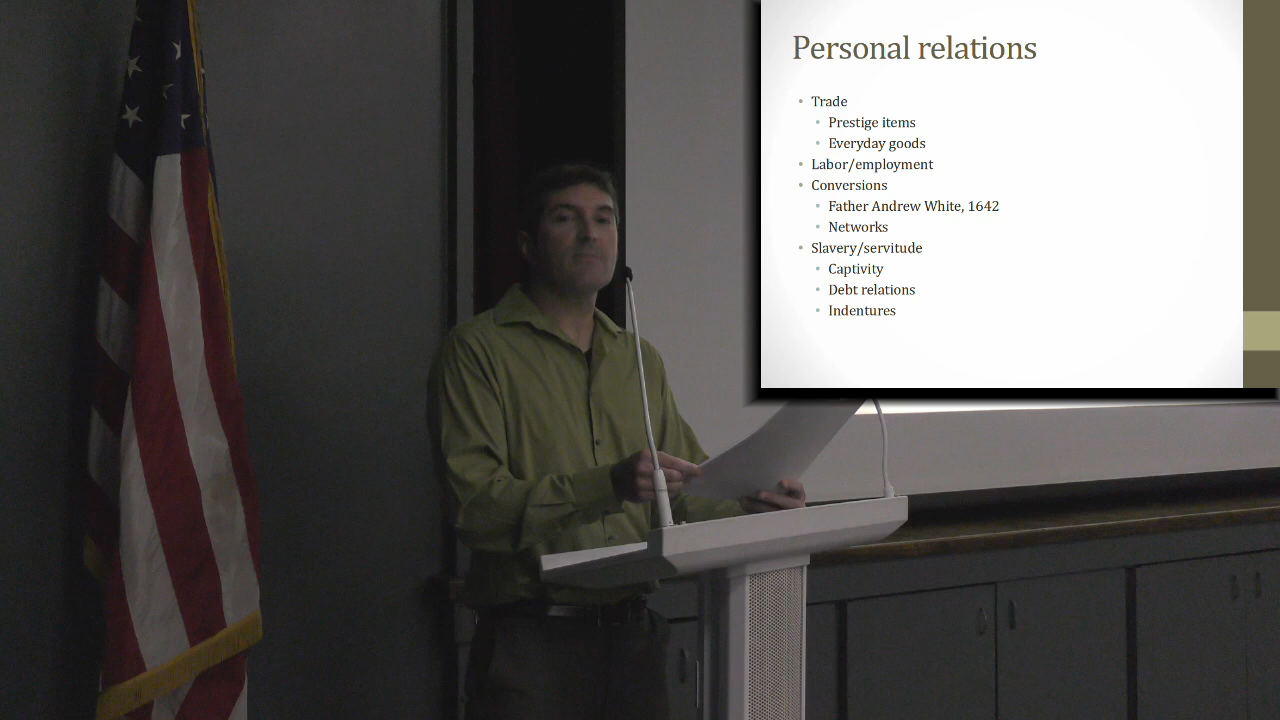 Personal relations
• Trade
• Prestige items
• Everyday goods
• Labor/employment
• Conversions
• Father Andrew White, 1642
• Networks
• Slavery/servitude
• Captivity
• Debt relations
• Indentures